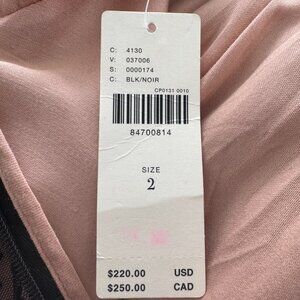 C: 4130
V: 037006
S: 0000174
C: BLK/NOIR
CP0131 0010
84700814
SIZE
2
$220.00 USD
$250.00 CAD